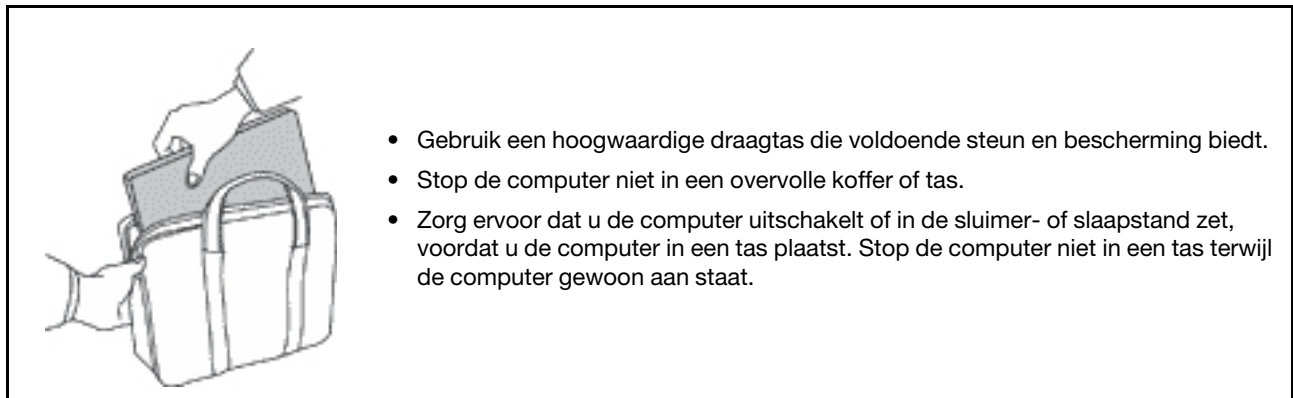 • Gebruik een hoogwaardige draagtas die voldoende steun en bescherming biedt.
• Stop de computer niet in een overvolle koffer of tas.
• Zorg ervoor dat u de computer uitschakelt of in de sluimer- of slaapstand zet,
voordat u de computer in een tas plaatst. Stop de computer niet in een tas terwijl
de computer gewoon aan staat.